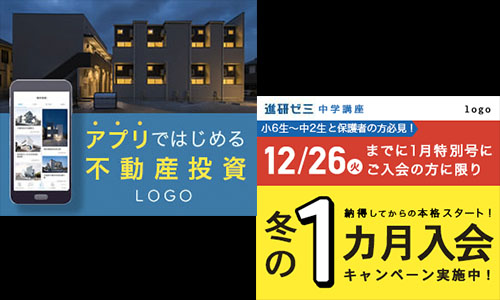 アプリではじめる
不動産投資
LOGO
進研ゼミ 中学講座
logo
小6生～中2生と保護者の方必見！
12/26火 までに1月特別号に
ご入会の方に限り
冬の1カ月入会
納得してからの本格スタート！
キャンペーン実施中！